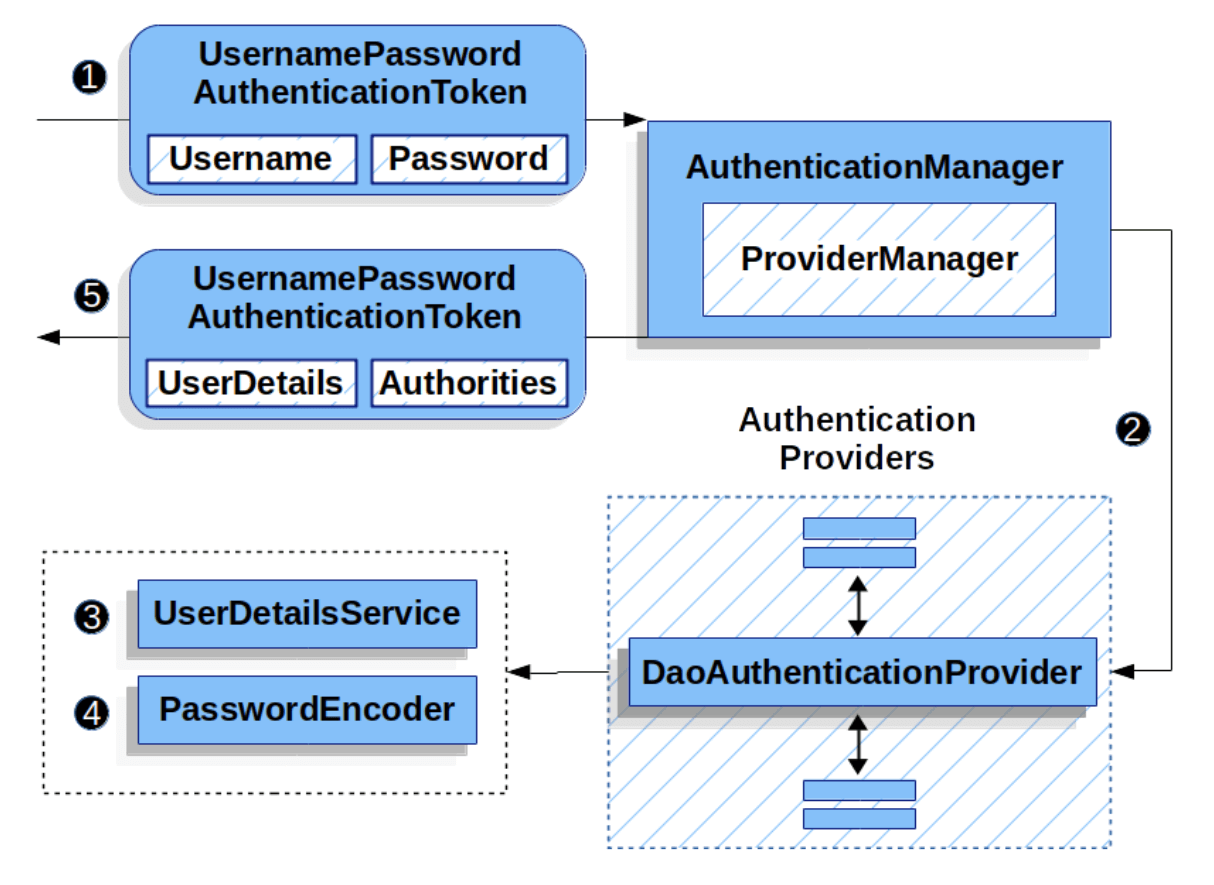 1
UsernamePassword
AuthenticationToken
Username
Password
AuthenticationManager
ProviderManager
5
UsernamePassword
AuthenticationToken
UserDetails
Authorities
2
Authentication
Providers
DaoAuthenticationProvider
3
UserDetailsService
4
PasswordEncoder